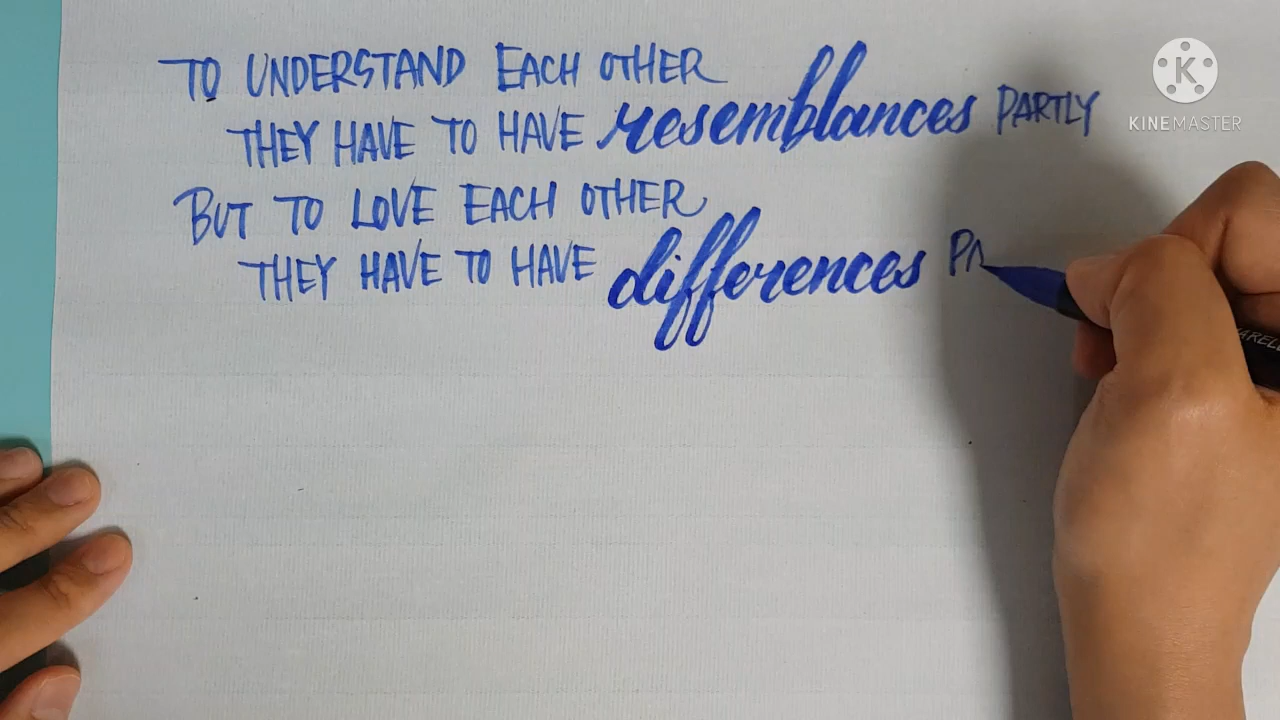 TO UNDERSTAND EACH OTHER
THEY HAVE TO HAVE resemblances PARTLY
BUT TO LOVE EACH OTHER
THEY HAVE TO HAVE differences PA
K
KINEMASTER